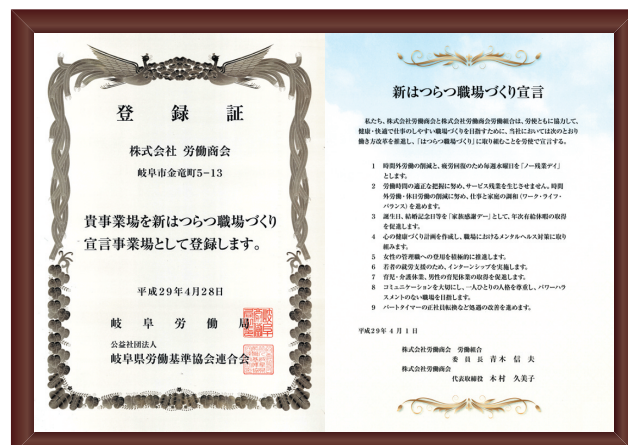 登録証
株式会社 労働商会
岐阜市金竜町5-13
貴事業場を新はつらつ職場づくり
宣言事業場として登録します。
平成29年4月28日
岐阜労働局
公益社団法人
岐阜県労働基準協会連合会
新はつらつ職場づくり宣言
私たち、株式会社労働商会と株式会社労働商会労働組合は、労使ともに協力して、
健康・快適で仕事のしやすい職場づくりを目指すために、当社においては次のとおり
働き方改革を推進し、「はつらつ職場づくり」に取り組むことを労使で宣言する。
1 時間外労働の削減と、疲労回復のため毎週水曜日を「ノー残業デイ」
とします。
2 労働時間の適正な把握に努め、サービス残業を生じさせません。時間
外労働・休日労働の削減に努め、仕事と家庭の調和(ワーク・ライフ・
バランス)を進めます。
3 誕生日、結婚記念日等を「家族感謝デー」として、年次有給休暇の取得
を促進します。
4 心の健康づくり計画を作成し、職場におけるメンタルヘルス対策に取り
組みます。
5 女性の管理職への登用を積極的に推進します。
6 若者の就労支援のため、インターンシップを実施します。
7 育児・介護休業、男性の育児休業の取得を促進します。
8 コミュニケーションを大切にし、一人ひとりの人格を尊重し、パワーハラ
スメントのない職場を目指します。
9 パートタイマーの正社員転換など処遇の改善を進めます。
平成29年 4月 1日
株式会社労働商会 労働組合
委員長 青木 信夫
株式会社労働商会
代表取締役 木村 久美子